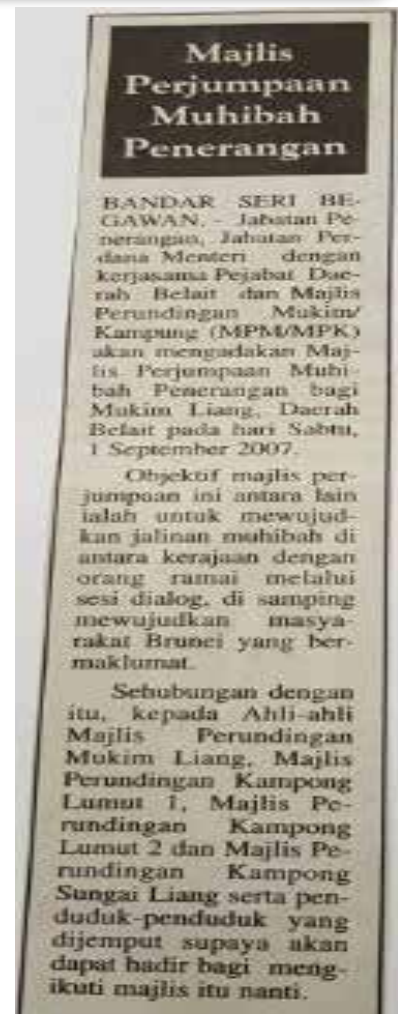 Majlis
Perjumpaan
Muhibah
Penerangan
BANDAR SERI BE-
GAWAN, - Jabatan Pe-
nerangan, Jabatan Per-
dana Menteri dengan
kerjasama Pejabat Dae-
rah Belait dan Majlis
Perundingan Mukim/
Kampung (MPM/MPK)
akan mengadakan Maj-
lis Perjumpaan Muhi-
bah Penerangan bagi
Mukim Liang, Daerah
Belait pada hari Sabtu,
1 September 2007.
Objektif majlis per-
jumpaan ini antara lain
ialah untuk mewujud-
kan jalinan muhibah di
antara kerajaan dengan
orang ramai melalui
sesi dialog, di samping
mewujudkan masya-
rakat Brunei yang ber-
maklumat.
Sehubungan dengan
itu, kepada Ahli-ahli
Majlis Perundingan
Mukim Liang, Majlis
Perundingan Kampong
Lumut 1, Majlis Pe-
rundingan Kampong
Lumut 2 dan Majlis Pe-
rundingan Kampong
Sungai Liang serta pen-
duduk-penduduk yang
dijemput supaya akan
dapat hadir bagi meng-
ikuti majlis itu nanti.